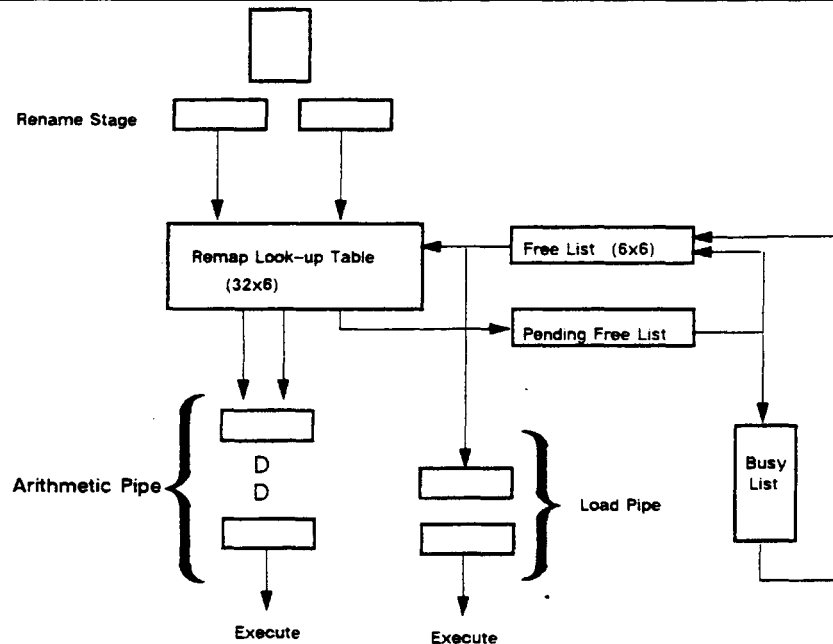 Rename Stage
Remap Look-up Table
(32x6)
Free List (6x6)
Pending Free List
Arithmetic Pipe
D
D
Busy
List
Load Pipe
Execute
Execute